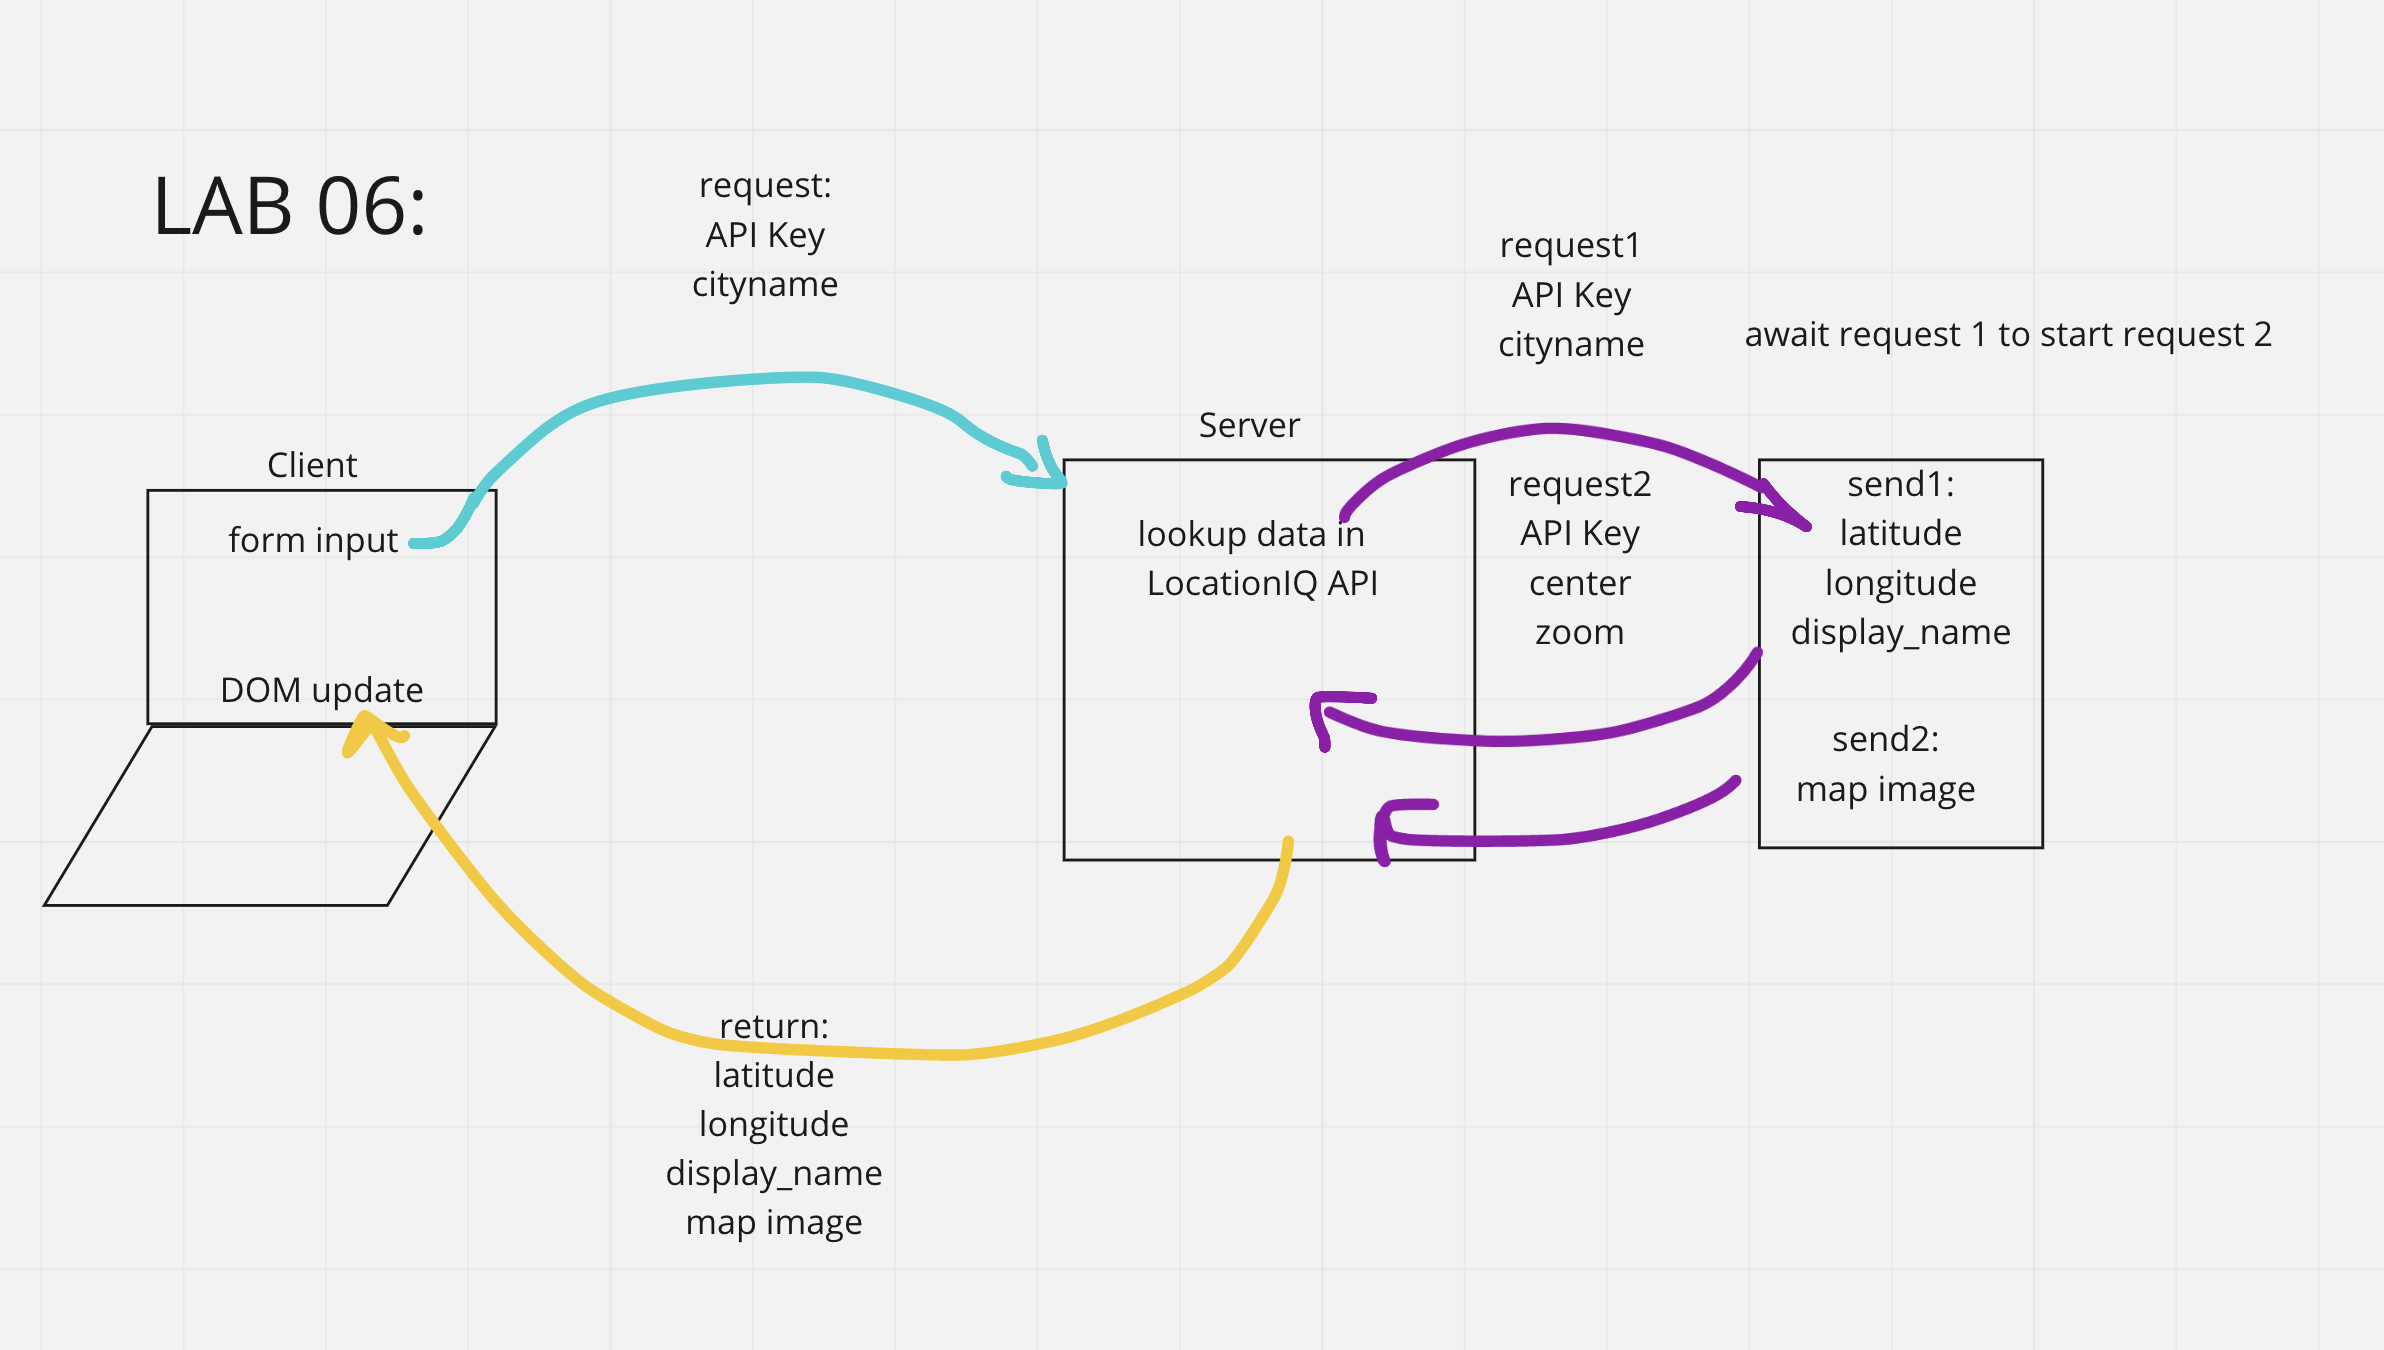 LAB 06:
request:
API Key
cityname
request1
API Key
cityname
await request 1 to start request 2
Client
form input
DOM update
Server
lookup data in
LocationIQ API
request2
API Key
center
zoom
send1:
latitude
longitude
display_name
send2:
map image
return:
latitude
longitude
display_name
map image